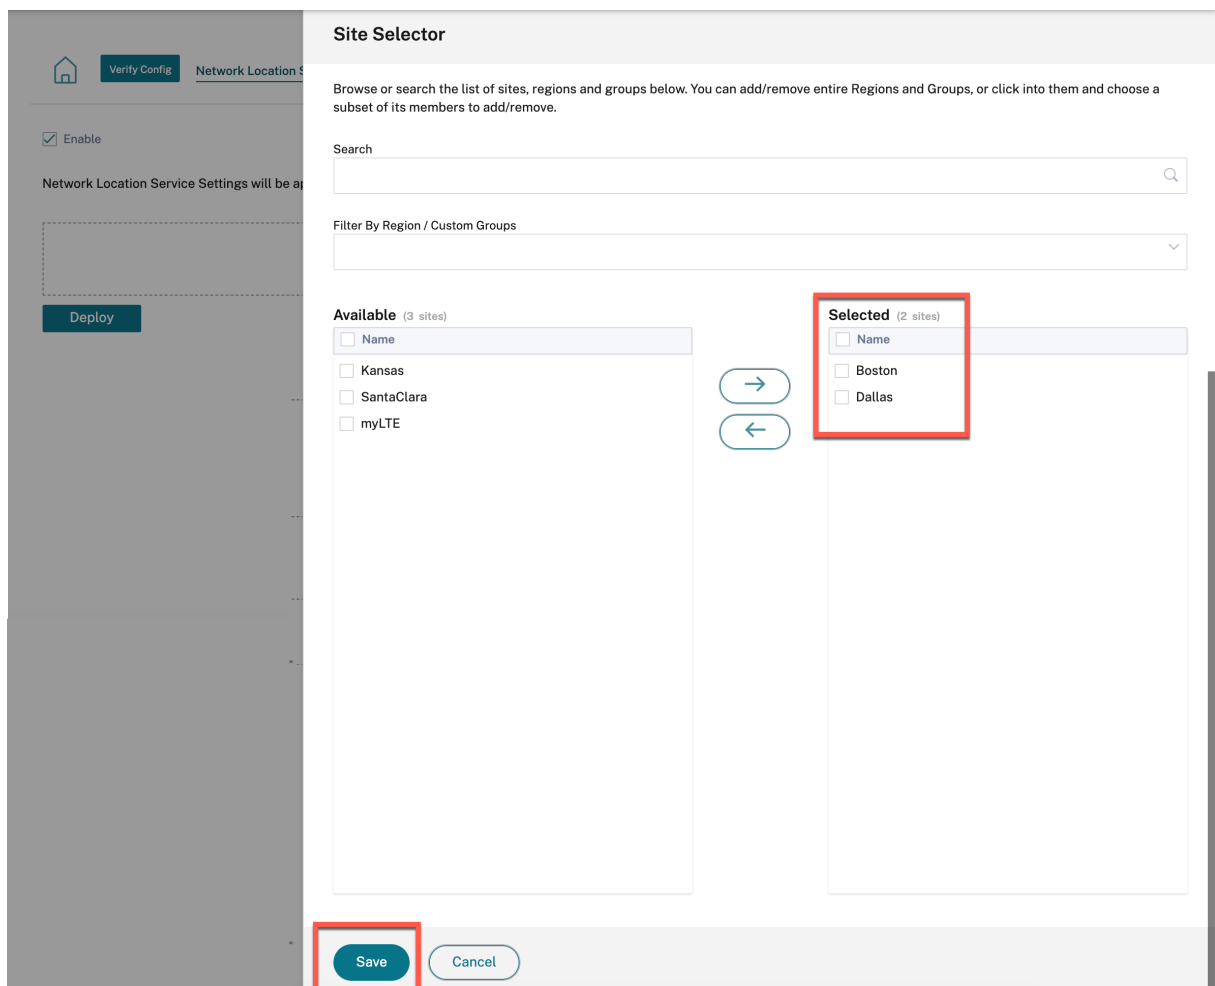 Site Selector
Verify Config
Network Location S
Browse or search the list of sites, regions and groups below. You can add/remove entire Regions and Groups, or click into them and choose a
subset of its members to add/remove.
Enable
Search
Network Location Service Settings will be ap
Filter By Region / Custom Groups
Deploy
Available (3 sites)
Name
Kansas
SantaClara
myLTE
Selected (2 sites)
Name
Boston
Dallas
Save
Cancel